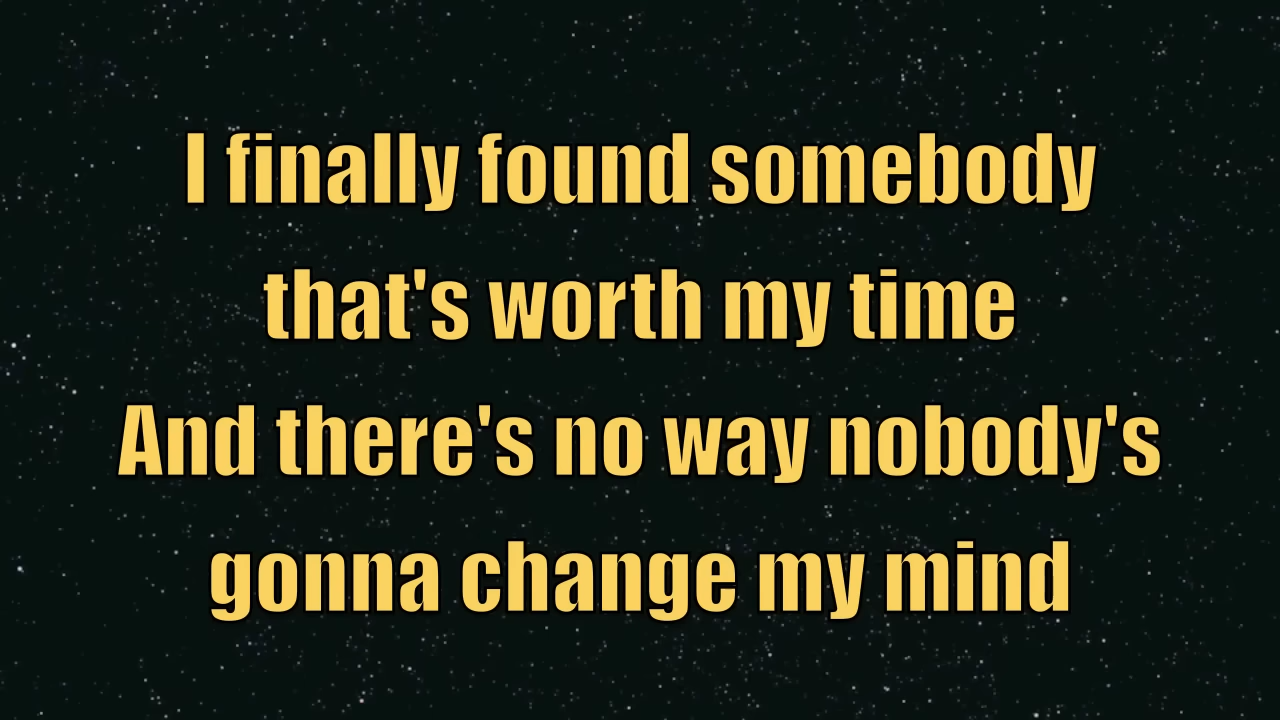 I finally found somebody
that's worth my time
And there's no way nobody's
gonna change my mind